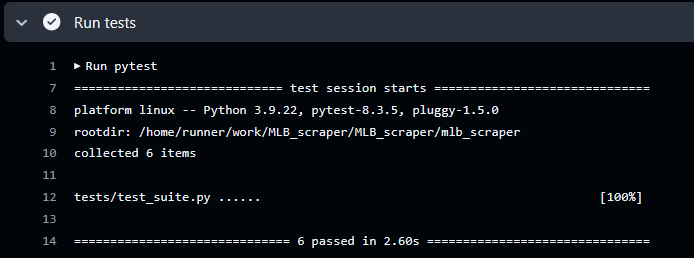 Run tests
1 ▶ Run pytest
7 ============================= test session starts ==============================
8 platform linux -- Python 3.9.22, pytest-8.3.5, pluggy-1.5.0
9 rootdir: /home/runner/work/MLB_scraper/MLB_scraper/mlb_scraper
10 collected 6 items
11
12 tests/test_suite.py ...... [100%]
13
14 ============================== 6 passed in 2.60s ===============================